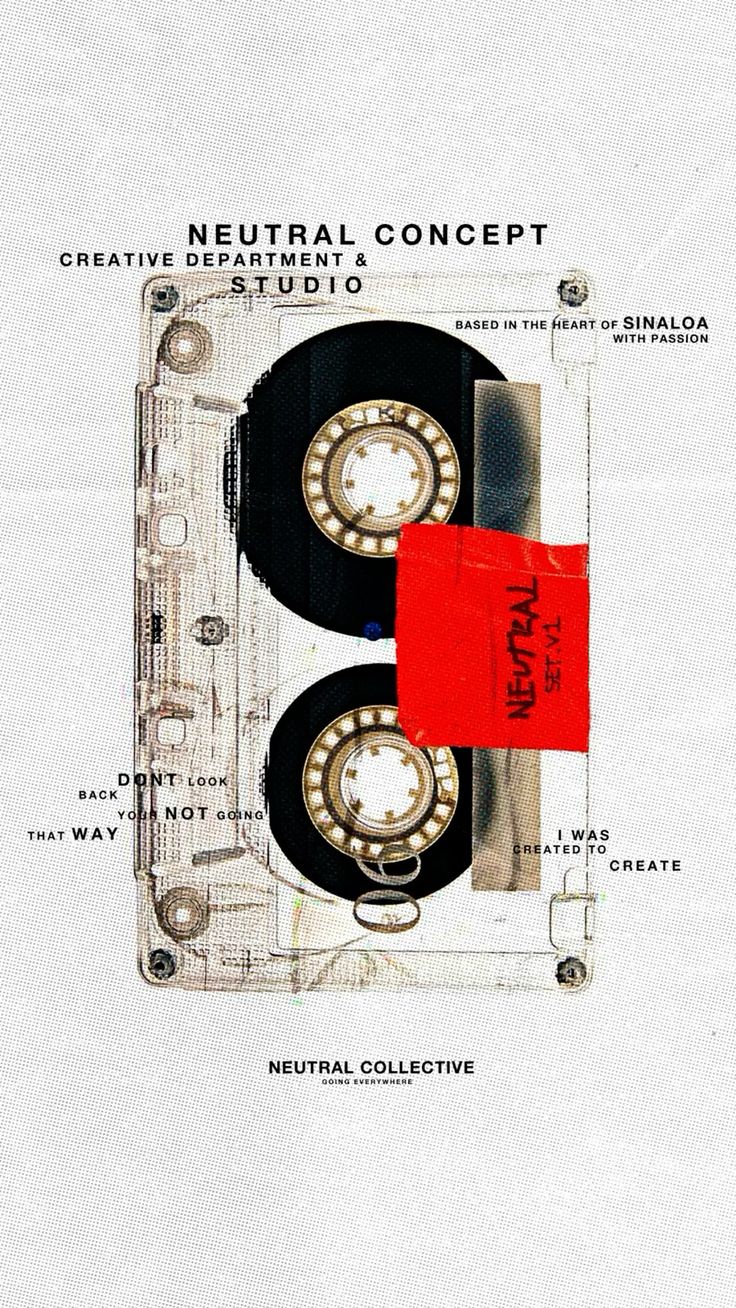 NEUTRAL CONCEPT
CREATIVE DEPARTMENT &
STUDIO
BASED IN THE HEART OF SINALOA
WITH PASSION
NEUTRAL
SET.V1
DONT LOOK
BACK
YOUR NOT GOING
THAT WAY
I WAS
CREATED TO
CREATE
NEUTRAL COLLECTIVE
GOING EVERYWHERE